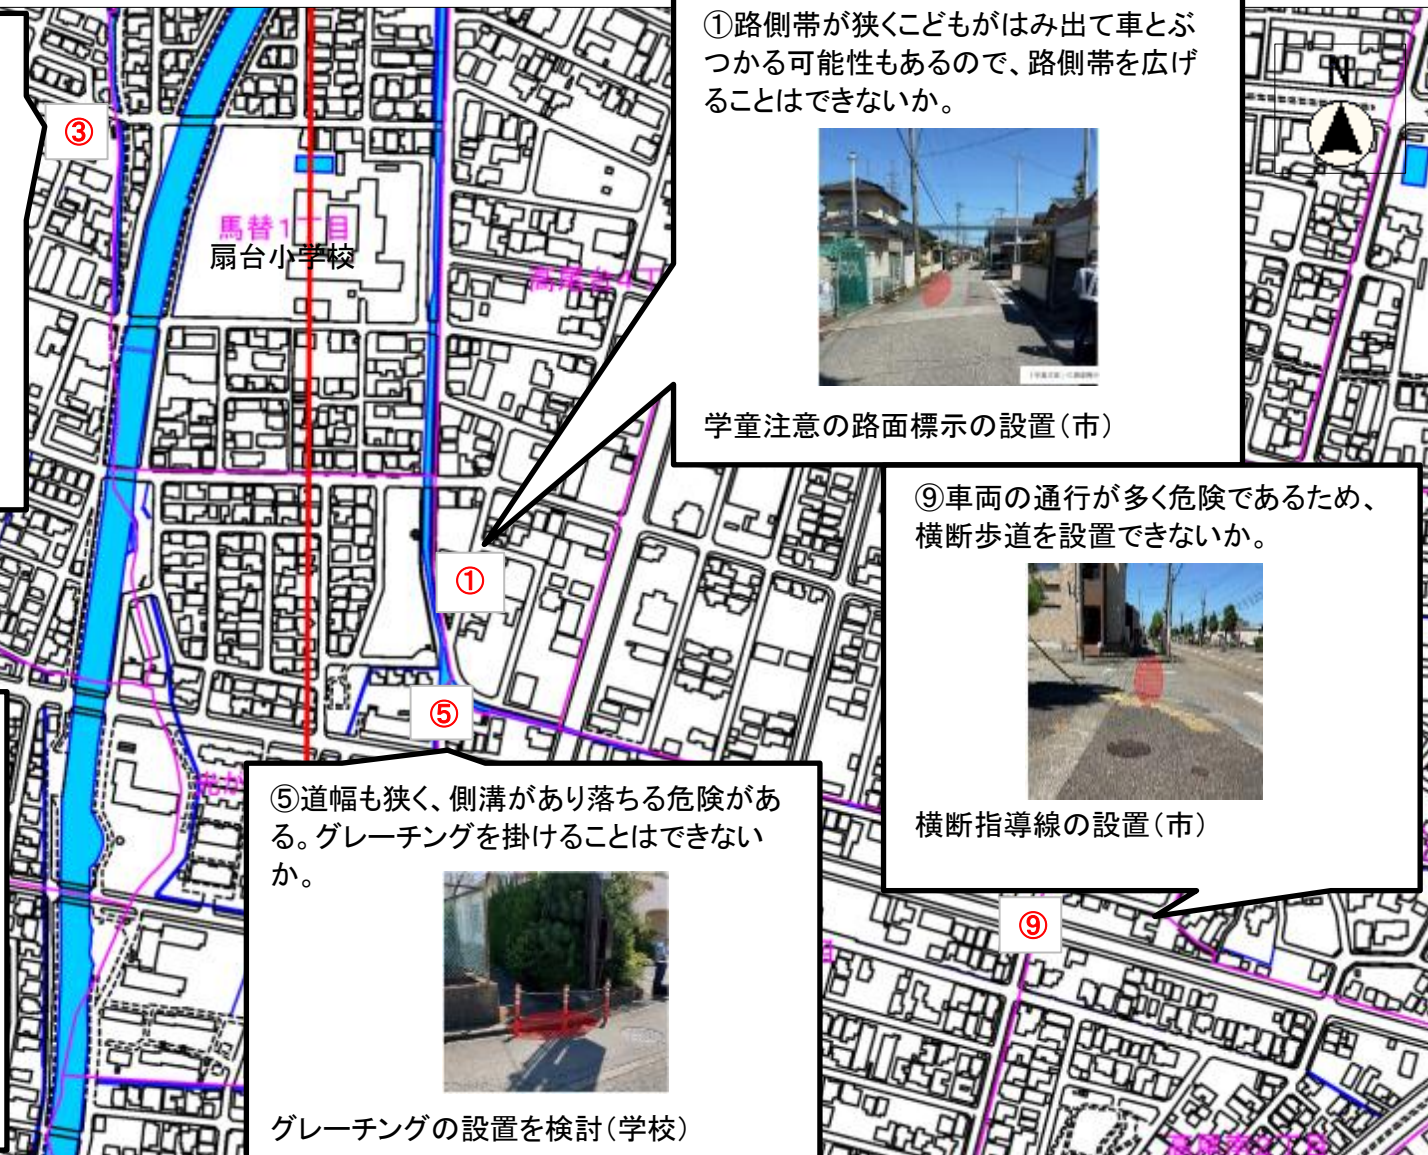 ①路側帯が狭くこどもがはみ出て車とぶ
つかる可能性もあるので、路側帯を広げ
ることはできないか。
学童注意の路面標示の設置（市）
N
③
馬替1丁目
扇台小学校
高尾台4丁
①
⑨車両の通行が多く危険であるため、
横断歩道を設置できないか。
横断指導線の設置（市）
⑤
⑤道幅も狭く、側溝があり落ちる危険があ
る。グレーチングを掛けることはできない
か。
グレーチングの設置を検討（学校）
⑨